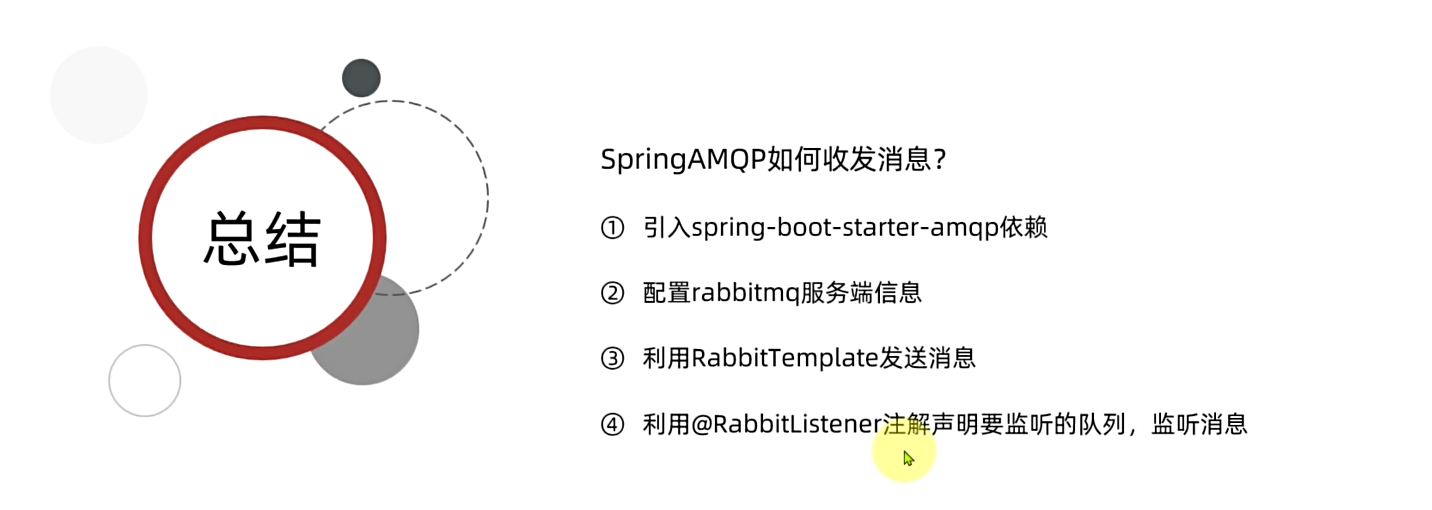 总结
SpringAMQP如何收发消息？
① 引入spring-boot-starter-amqp依赖
② 配置rabbitmq服务端信息
③ 利用RabbitTemplate发送消息
④ 利用@RabbitListener注解声明要监听的队列，监听消息